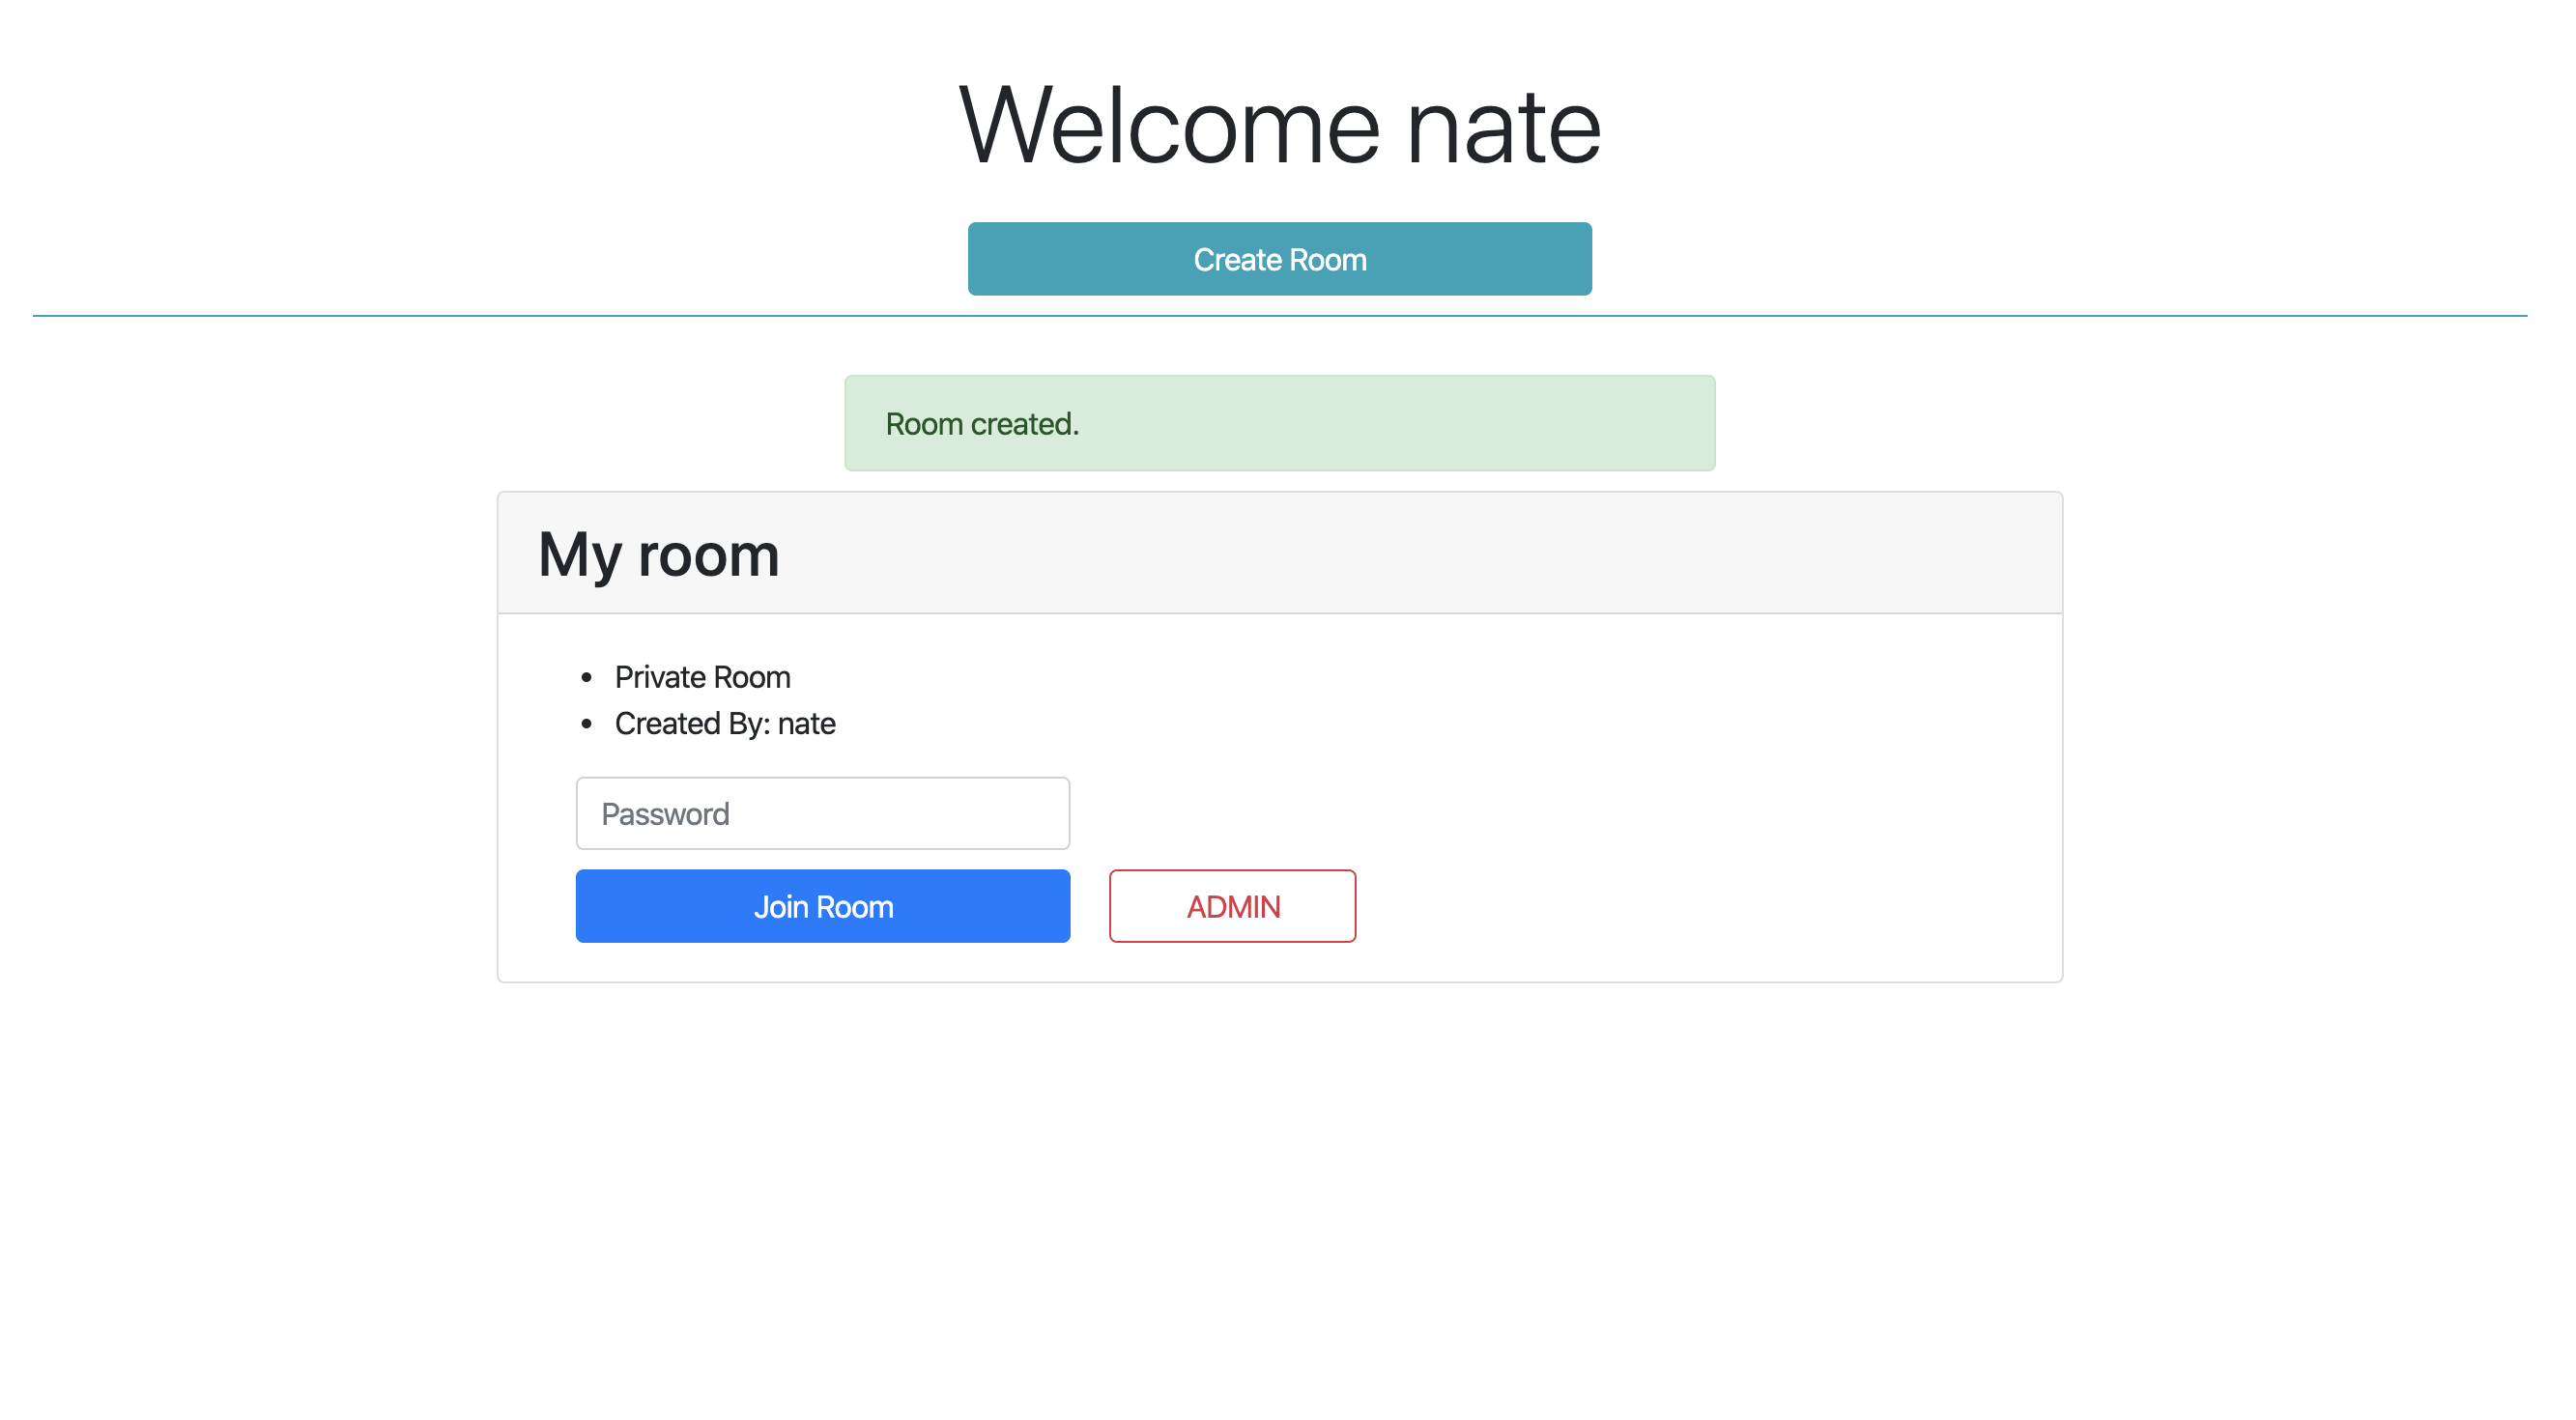 Welcome nate
Create Room
Room created.
My room
Private Room
Created By: nate
Password
Join Room
ADMIN